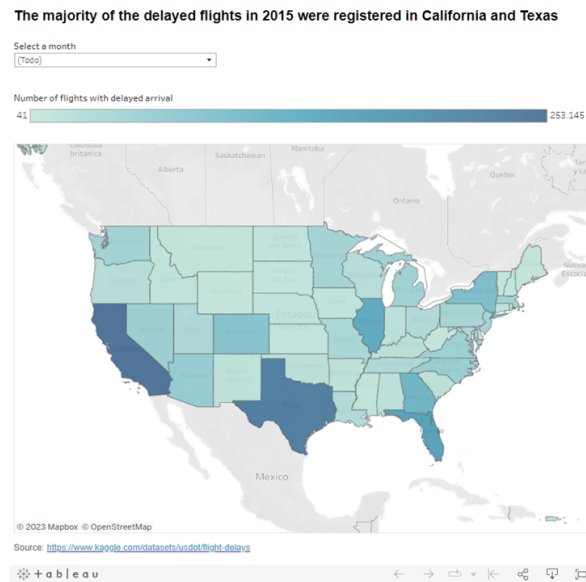 The majority of the delayed flights in 2015 were registered in California and Texas
Select a month
(Todo)
Number of flights with delayed arrival
41
253.145
Columbia
británica
Alberta
Saskatchewan
Manitoba
Ontario
Quebec
Nueva
Escocia
Estados
Mexico
© 2023 Mapbox © OpenStreetMap
Source: https://www.kaggle.com/datasets/usdot/flight-delays
+ a b l e a u